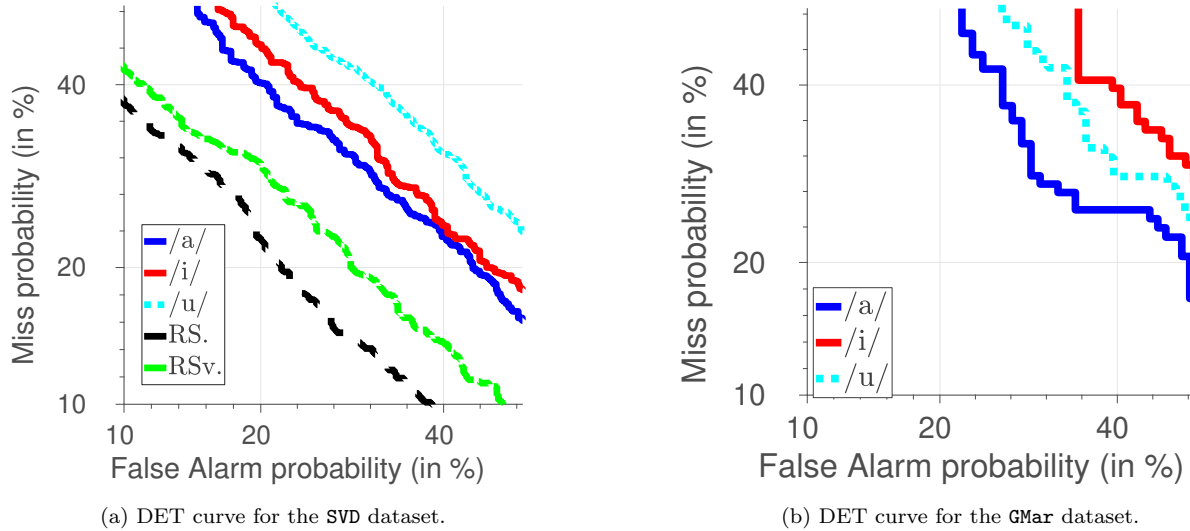 Miss probability (in %)
40
20
10
/a/
/i/
/u/
RS.
RSv.
10
20
40
False Alarm probability (in %)
(a) DET curve for the SVD dataset.
Miss probability (in %)
40
20
10
/a/
/i/
/u/
10
20
40
False Alarm probability (in %)
(b) DET curve for the GMar dataset.